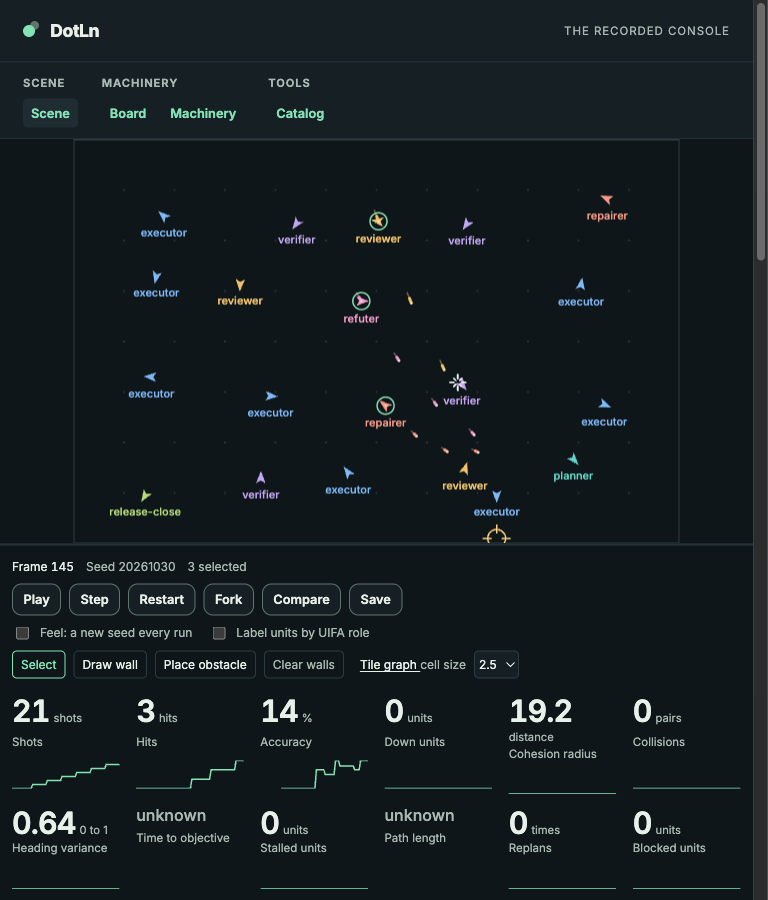 DotLn
THE RECORDED CONSOLE
SCENE MACHINERY TOOLS
Scene Board Machinery Catalog
repairer
executor verifier reviewer verifier
executor reviewer executor
refuter
executor verifier
executor repairer executor
planner
verifier executor reviewer
release-close executor
Frame 145 Seed 20261030 3 selected
Play Step Restart Fork Compare Save
Feel: a new seed every run Label units by UIFA role
Select Draw wall Place obstacle Clear walls Tile graph cell size 2.5
21 shots 3 hits 14 % 0 units 19.2 distance 0 pairs
Shots Hits Accuracy Down units Cohesion radius Collisions
0.64 0 to 1 unknown 0 units unknown 0 times 0 units
Heading variance Time to objective Stalled units Path length Replans Blocked units